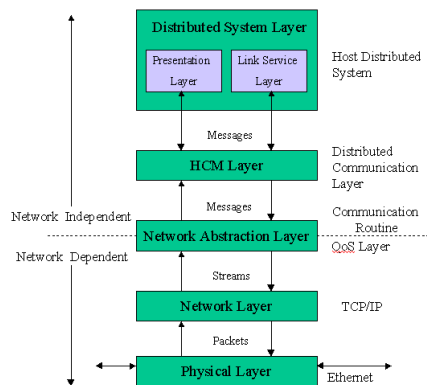 Distributed System Layer
Presentation
Layer
Link Service
Layer
Host Distributed
System
Messages
HCM Layer
Distributed
Communication
Layer
Messages
Network Independent
Communication
Routine
Network Abstraction Layer
QoS Layer
Network Dependent
Streams
Network Layer
TCP/IP
Packets
Physical Layer
Ethernet